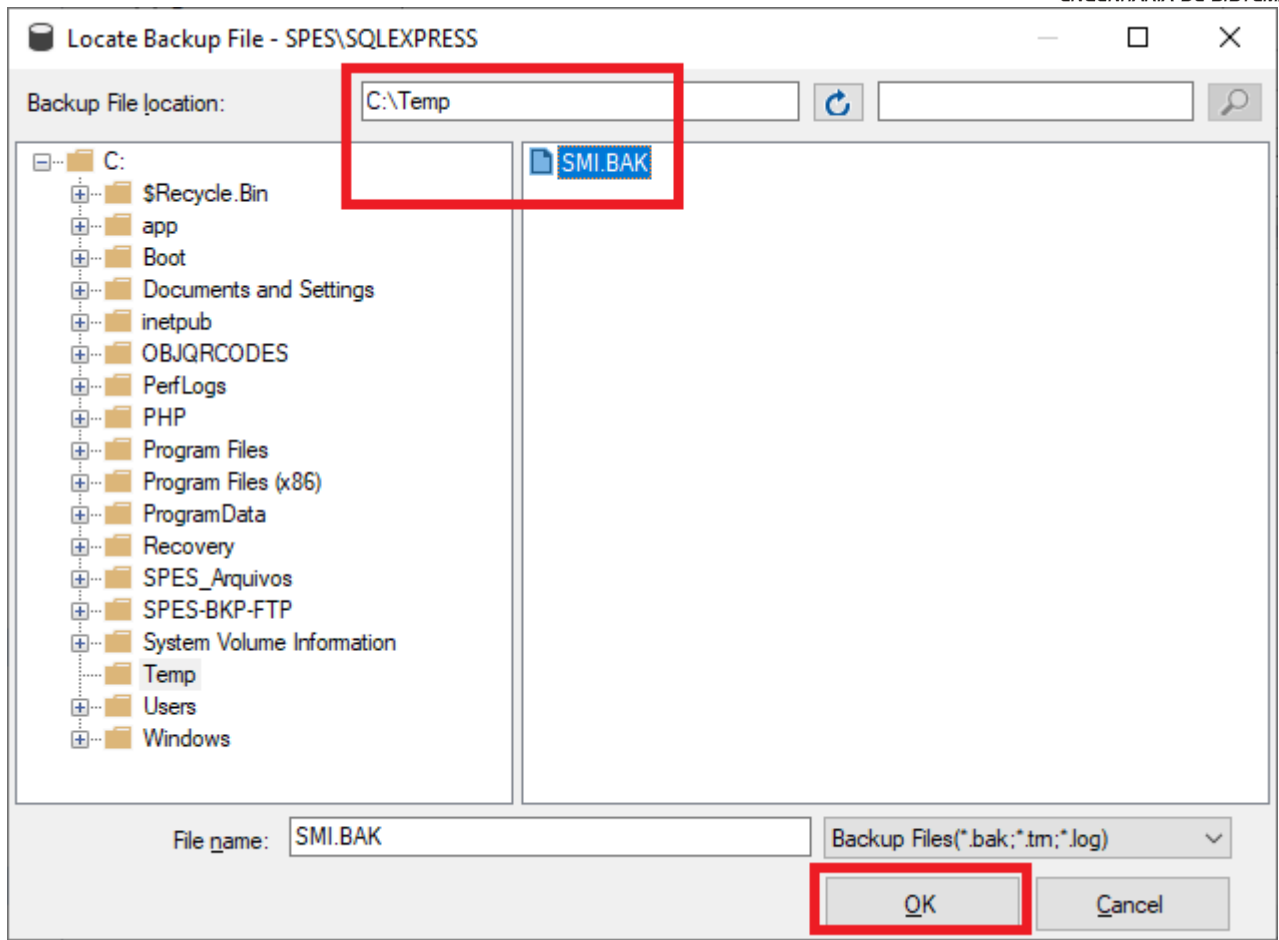 Locate Backup File - SPES\SQLEXPRESS
Backup File location:
C:\Temp
C:
$Recycle.Bin
app
Boot
Documents and Settings
inetpub
OBJQRCODES
PerfLogs
PHP
Program Files
Program Files (x86)
ProgramData
Recovery
SPES_Arquivos
SPES-BKP-FTP
System Volume Information
Temp
Users
Windows
SMI.BAK
File name:
SMI.BAK
Backup Files(*.bak;*.trn;*.log)
OK
Cancel